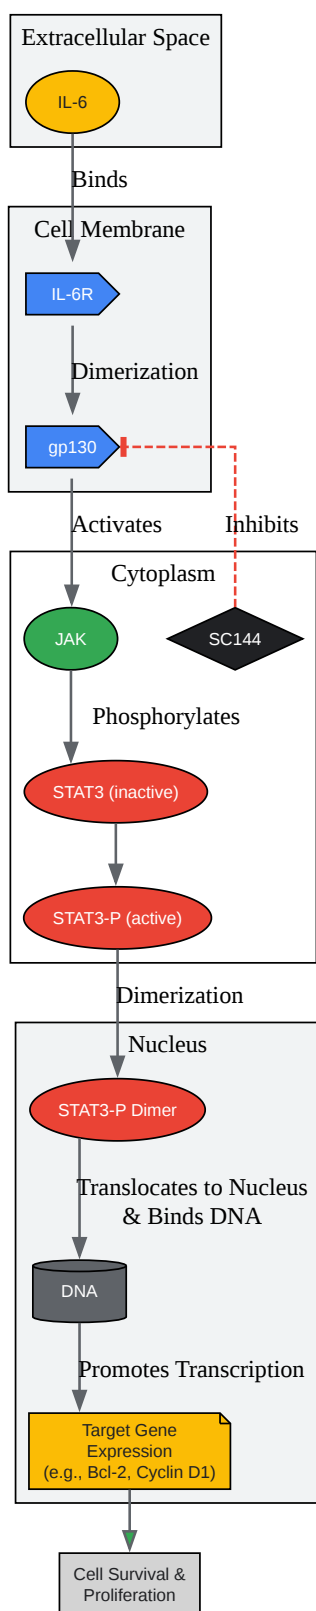 Extracellular Space
IL-6
Binds
Cell Membrane
IL-6R
Dimerization
gp130
Activates
Inhibits
Cytoplasm
JAK
SC144
Phosphorylates
STAT3 (inactive)
STAT3-P (active)
Dimerization
Nucleus
STAT3-P Dimer
Translocates to Nucleus
& Binds DNA
DNA
Promotes Transcription
Target Gene
Expression
(e.g., Bcl-2, Cyclin D1)
Cell Survival &
Proliferation